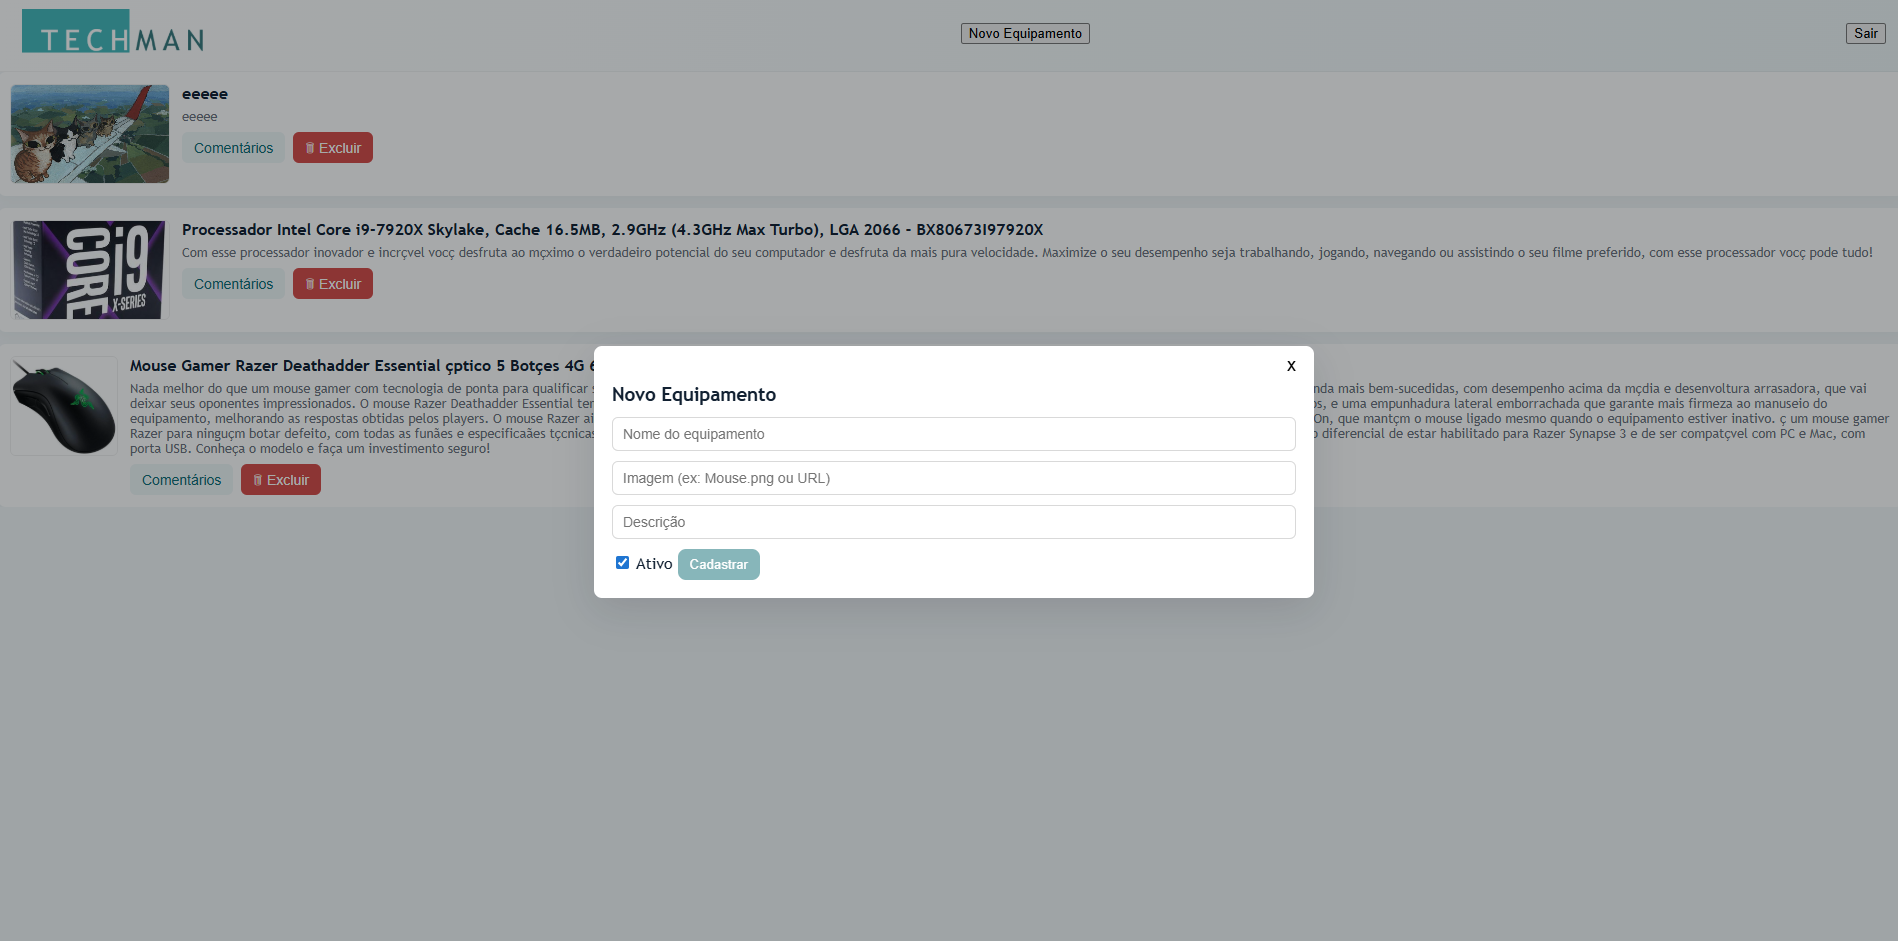 TECHMAN
Novo Equipamento
Sair
eeeee
eeeee
Comentários
Excluir
CORE i9
X-SERIES
Processador Intel Core i9-7920X Skylake, Cache 16.5MB, 2.9GHz (4.3GHz Max Turbo), LGA 2066 - BX80673I97920X
Com esse processador inovador e incrçvel vocç desfruta ao mçximo o verdadeiro potencial do seu computador e desfruta da mais pura velocidade. Maximize o seu desempenho seja trabalhando, jogando, navegando ou assistindo o seu filme preferido, com esse processador vocç pode tudo!
Comentários
Excluir
Mouse Gamer Razer Deathadder Essential çptico 5 Botçes 4G
Nada melhor do que um mouse gamer com tecnologia de ponta para qualificar
nda mais bem-sucedidas, com desempenho acima da mçdia e desenvoltura arrasadora, que vai
deixar seus oponentes impressionados. O mouse Razer Deathadder Essential ter
s, e uma empunhadura lateral emborrachada que garante mais firmeza ao manuseio do
equipamento, melhorando as respostas obtidas pelos players. O mouse Razer ai
On, que mantçm o mouse ligado mesmo quando o equipamento estiver inativo. ç um mouse gamer
Razer para ninguçm botar defeito, com todas as funães e especificaães tçcnicas
o diferencial de estar habilitado para Razer Synapse 3 e de ser compatçvel com PC e Mac, com
porta USB. Conheça o modelo e faça um investimento seguro!
Comentários
Excluir
X
Novo Equipamento
Nome do equipamento
Imagem (ex: Mouse.png ou URL)
Descrição
Ativo
Cadastrar